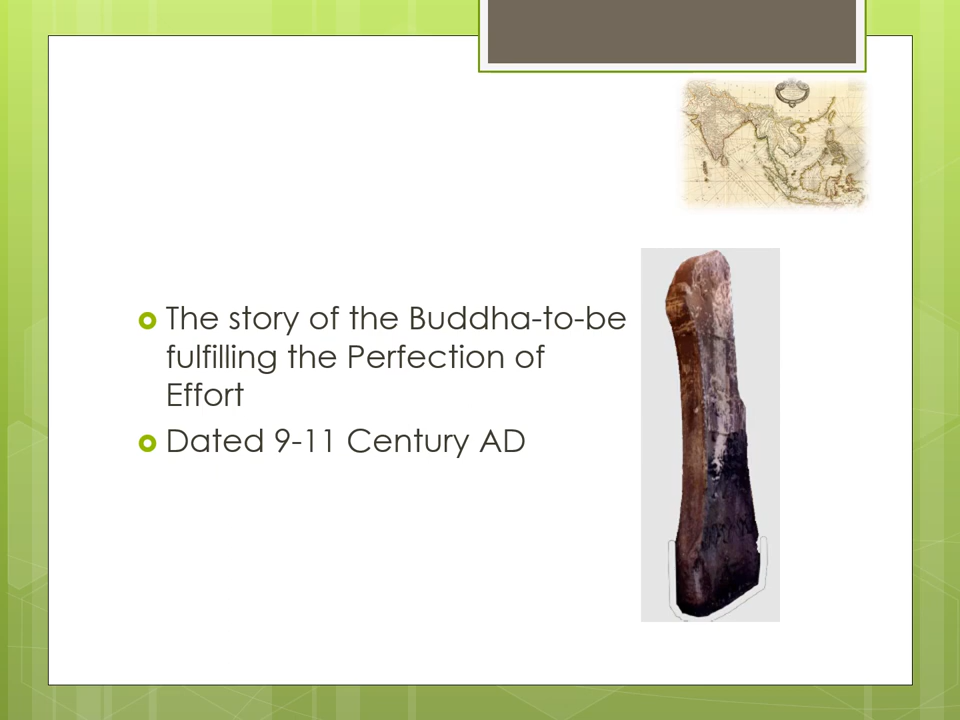 The story of the Buddha-to-be
fulfilling the Perfection of
Effort
Dated 9-11 Century AD